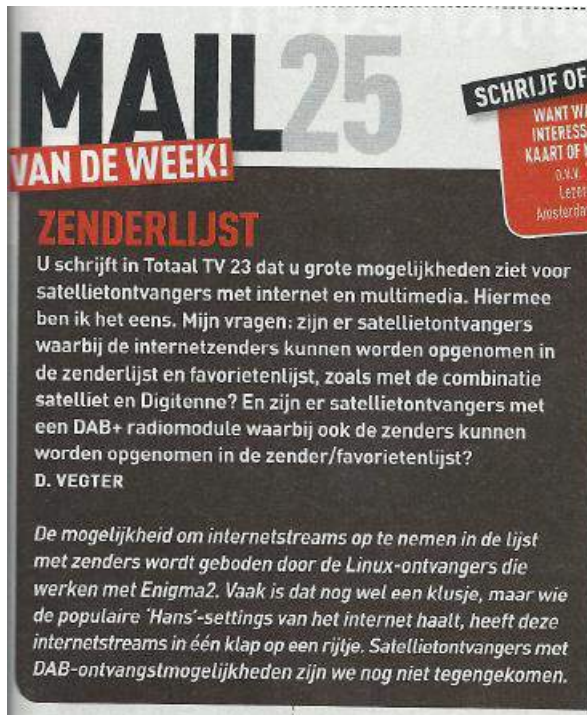 MAIL25
VAN DE WEEK!
SCHRIJF OF
WANT
INTERESS
KAART OF
o.v.v.
Lezer
Amsterda
ZENDERLIJST
U schrijft in Totaal TV 23 dat u grote mogelijkheden ziet voor
satellietontvangers met internet en multimedia. Hiermee
ben ik het eens. Mijn vragen: zijn er satellietontvangers
waarbij de internetzenders kunnen worden opgenomen in
de zenderlijst en favorietenlijst, zoals met de combinatie
satelliet en Digitenne? En zijn er satellietontvangers met
een DAB+ radiomodule waarbij ook de zenders kunnen
worden opgenomen in de zender/favorietenlijst?
D. VEGTER
De mogelijkheid om internetstreams op te nemen in de lijst
met zenders wordt geboden door de Linux-ontvangers die
werken met Enigma2. Vaak is dat nog wel een klusje, maar wie
de populaire ‘Hans’-settings van het internet haalt, heeft deze
internetstreams in één klap op een rijtje. Satellietontvangers met
DAB-ontvangstmogelijkheden zijn we nog niet tegengekomen.